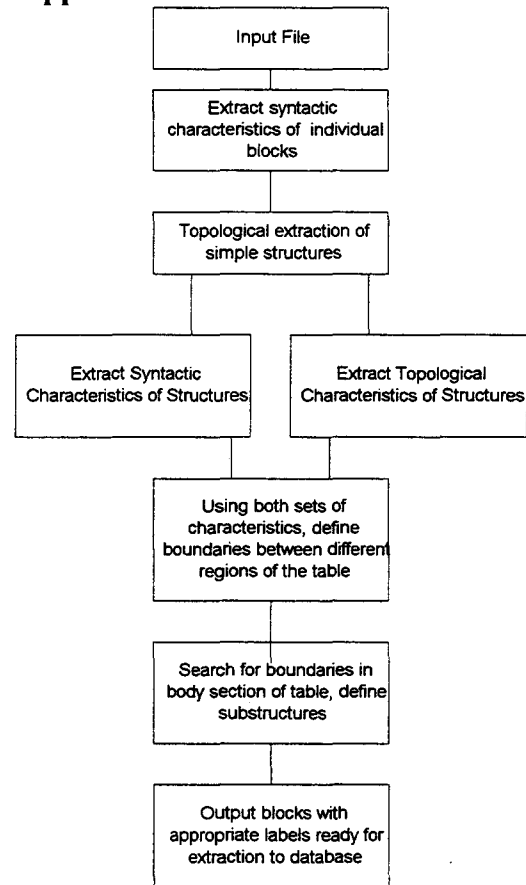 Input File
Extract syntactic
characteristics of individual
blocks
Topological extraction of
simple structures
Extract Syntactic
Characteristics of Structures
Extract Topological
Characteristics of Structures
Using both sets of
characteristics, define
boundaries between different
regions of the table
Search for boundaries in
body section of table, define
substructures
Output blocks with
appropriate labels ready for
extraction to database